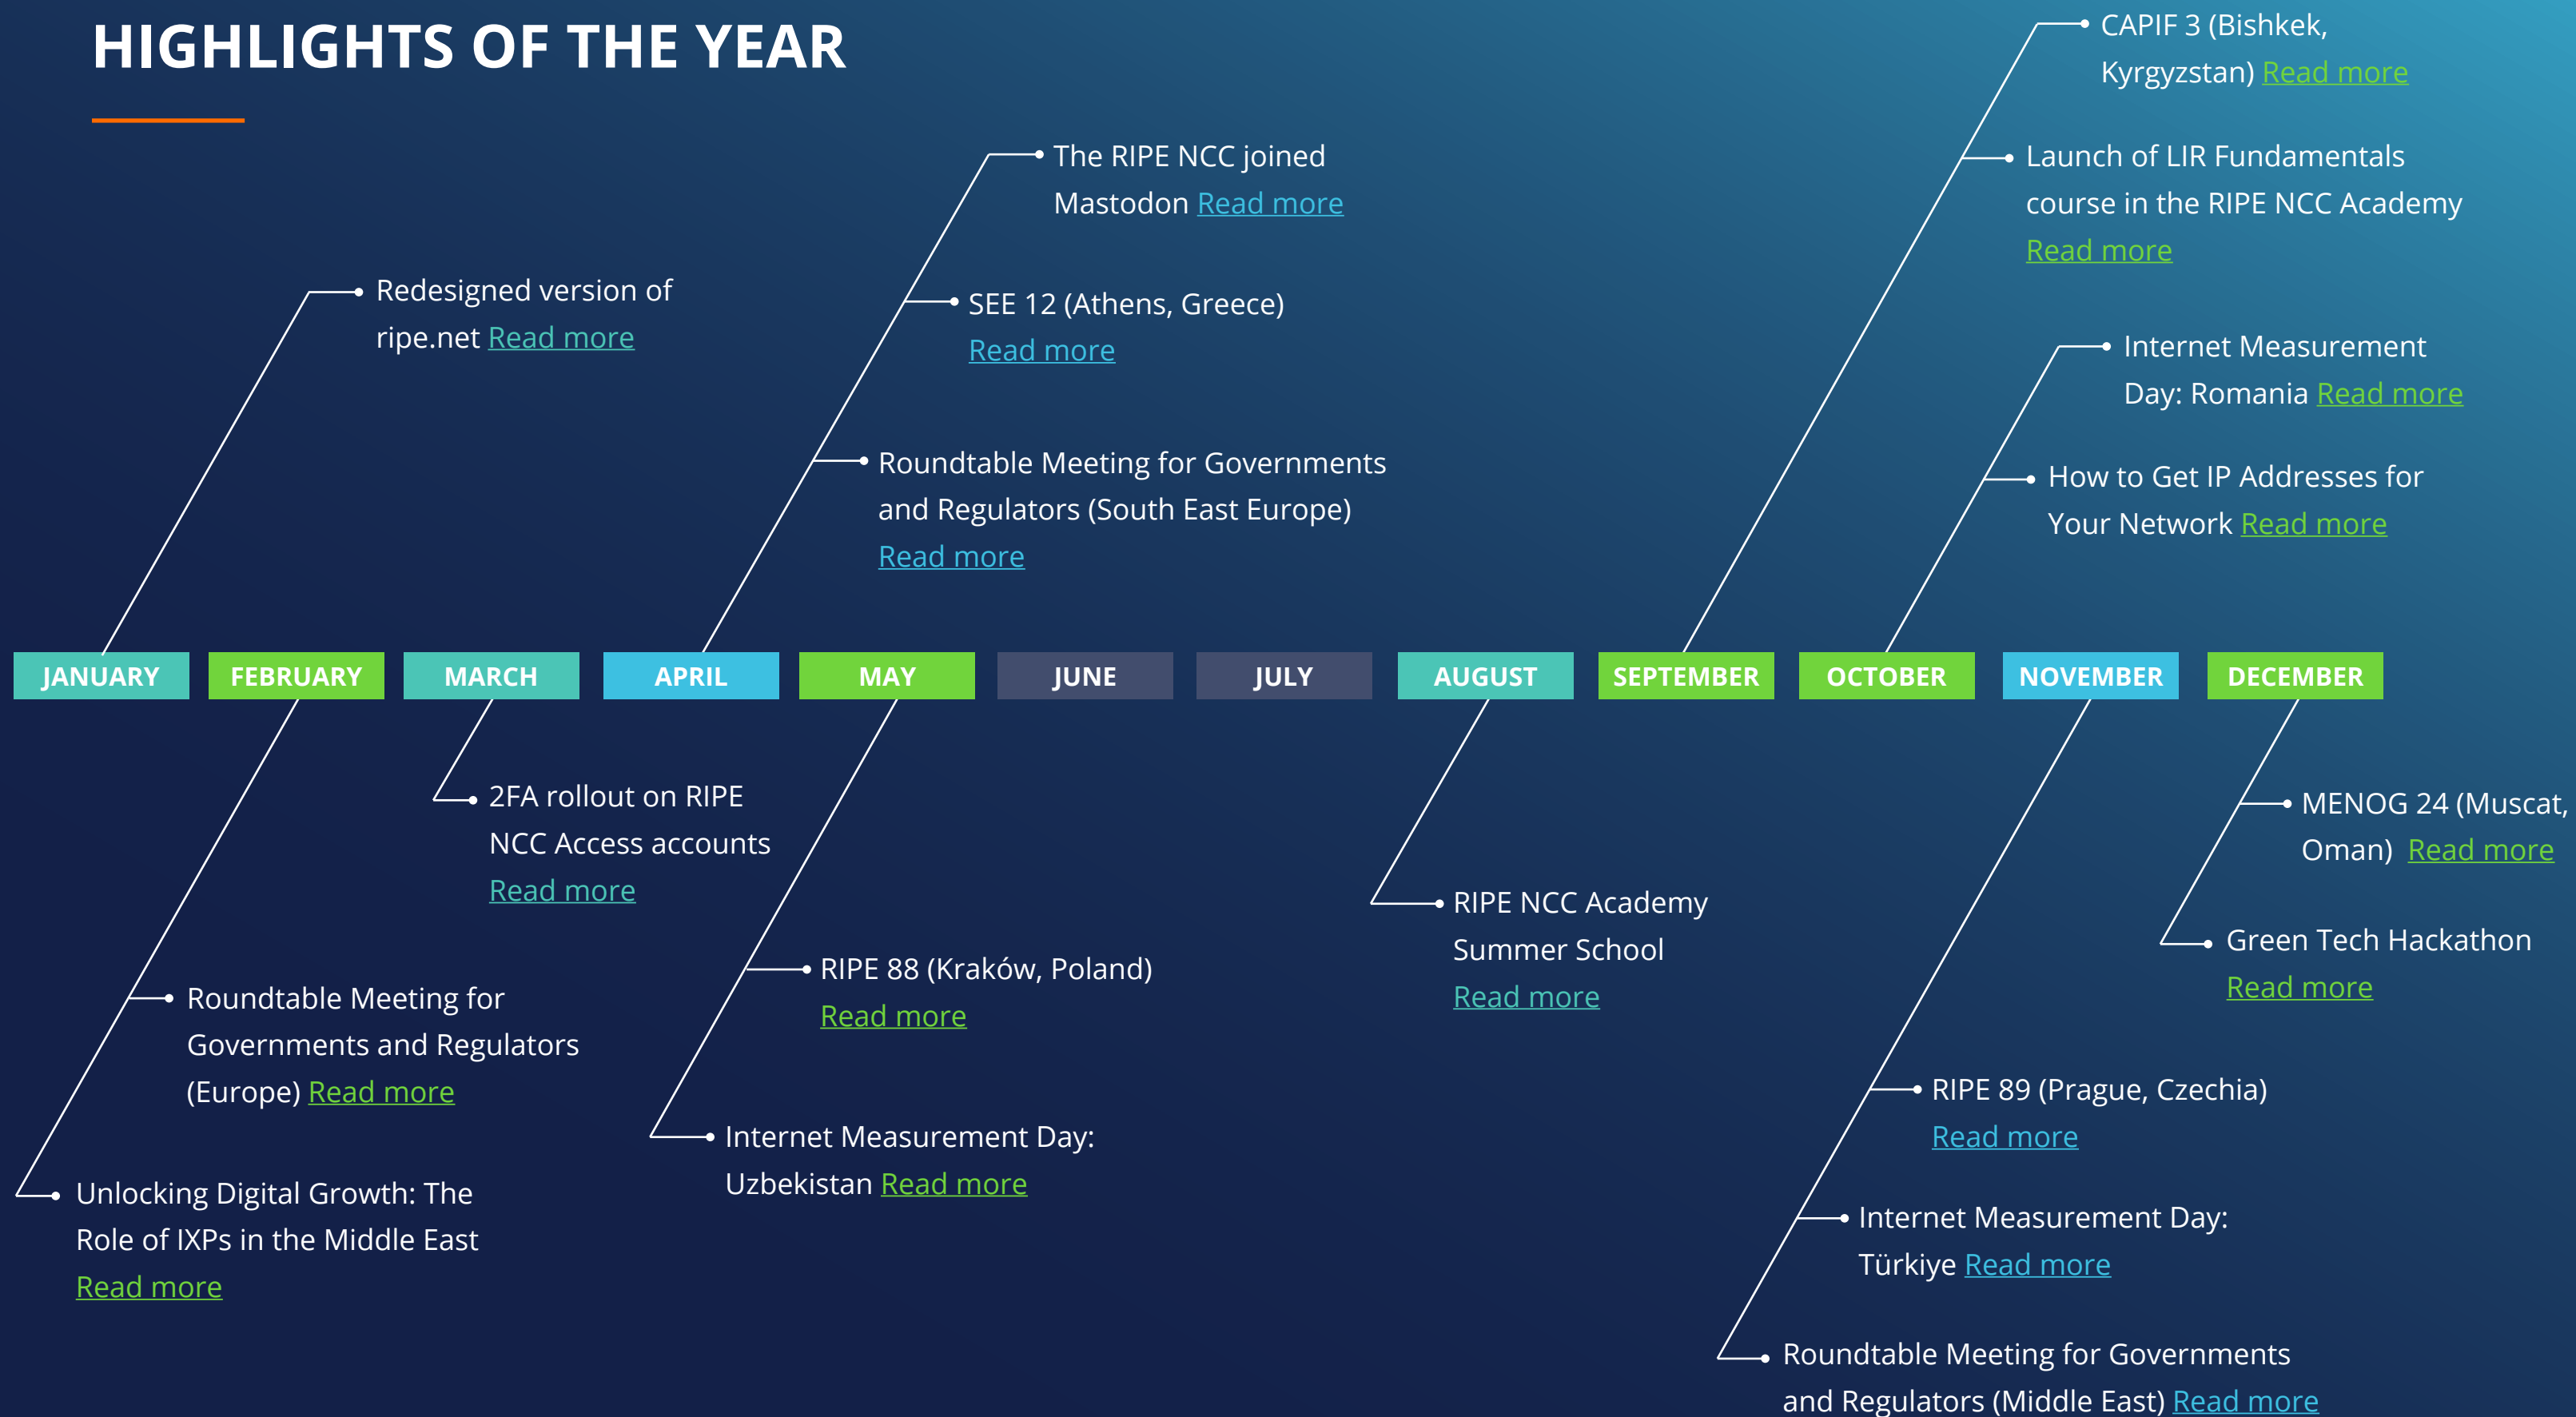 HIGHLIGHTS OF THE YEAR
CAPIF 3 (Bishkek,
Kyrgyzstan) Read more
The RIPE NCC joined
Mastodon Read more
Launch of LIR Fundamentals
course in the RIPE NCC Academy
Read more
Redesigned version of
ripe.net Read more
SEE 12 (Athens, Greece)
Read more
Internet Measurement
Day: Romania Read more
Roundtable Meeting for Governments
and Regulators (South East Europe)
Read more
How to Get IP Addresses for
Your Network Read more
JANUARY
FEBRUARY
MARCH
APRIL
MAY
JUNE
JULY
AUGUST
SEPTEMBER
OCTOBER
NOVEMBER
DECEMBER
2FA rollout on RIPE
NCC Access accounts
Read more
MENOG 24 (Muscat,
Oman) Read more
RIPE NCC Academy
Summer School
Read more
Green Tech Hackathon
Read more
RIPE 88 (Kraków, Poland)
Read more
Roundtable Meeting for
Governments and Regulators
(Europe) Read more
RIPE 89 (Prague, Czechia)
Read more
Internet Measurement Day:
Uzbekistan Read more
Unlocking Digital Growth: The
Role of IXPs in the Middle East
Read more
Internet Measurement Day:
Türkiye Read more
Roundtable Meeting for Governments
and Regulators (Middle East) Read more